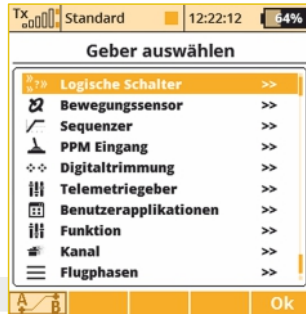 Tx Standard 12:22:12 64%
Geber auswählen
Logische Schalter >>
Bewegungssensor >>
Sequenzer >>
PPM Eingang >>
Digitaltrimmung >>
Telemetriegeber >>
Benutzerapplikationen >>
Funktion >>
Kanal >>
Flugphasen >>
A B Ok